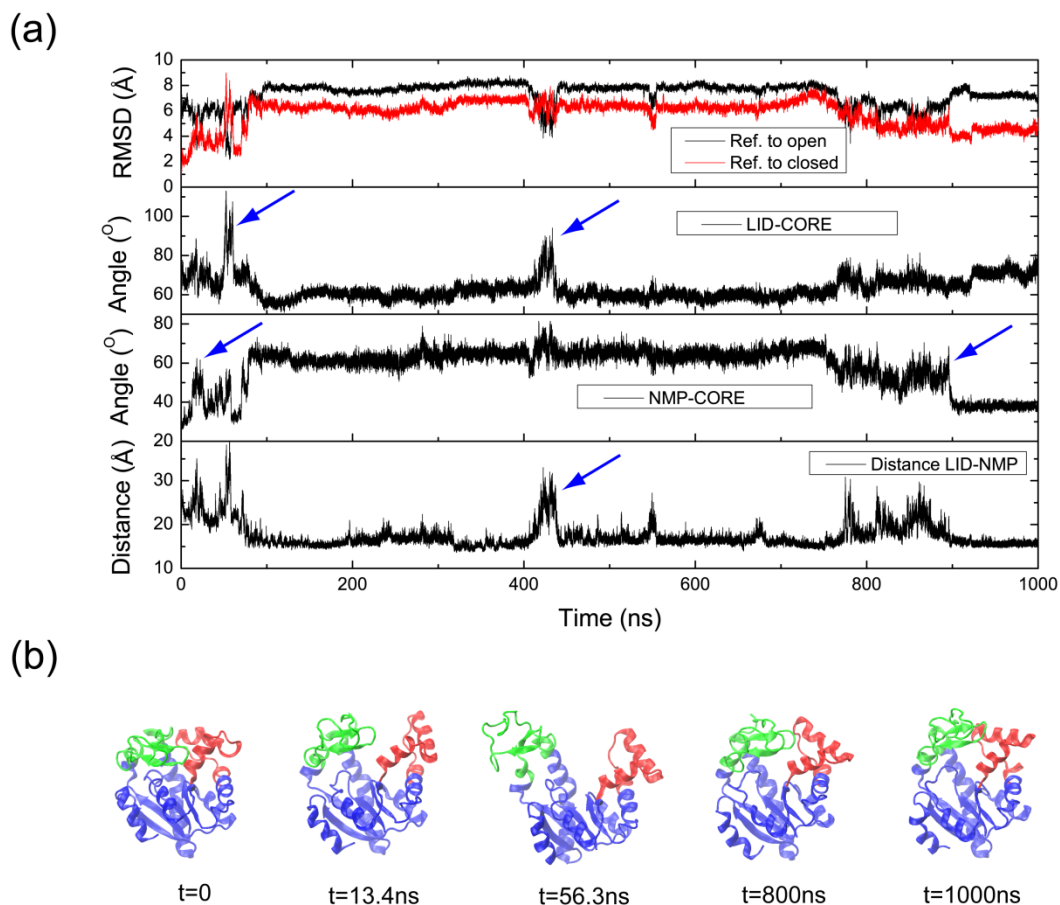 (a)
RMSD (Å)
10
8
6
4
2
0
Ref. to open
Ref. to closed
Angle (O)
100
80
60
LID-CORE
Angle (O)
80
60
40
NMP-CORE
Distance (Å)
20
30
20
10
Distance LID-NMP
0 200 400 600 800 1000
Time (ns)
(b)
t=0 t=13.4ns t=56.3ns t=800ns t=1000ns